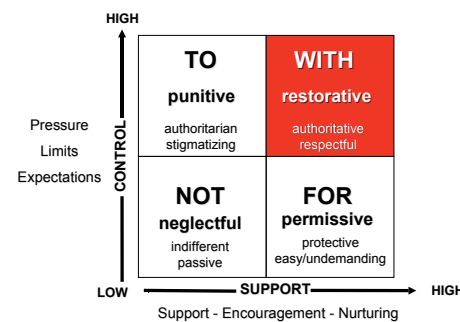 HIGH
TO
punitive
authoritarian
stigmatizing
WITH
restorative
authoritative
respectful
Pressure
Limits
Expectations
CONTROL
NOT
neglectful
indifferent
passive
FOR
permissive
protective
easy/undemanding
LOW
SUPPORT
HIGH
Support - Encouragement - Nurturing